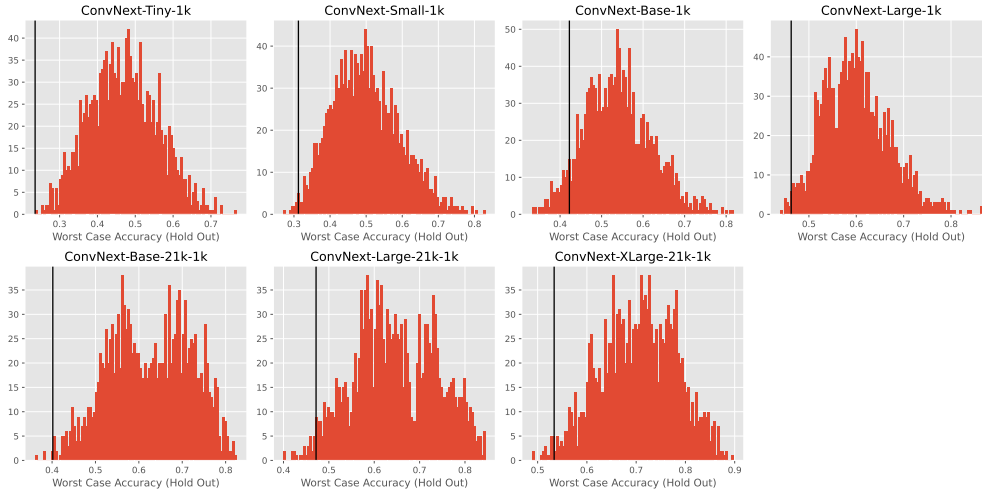 ConvNext-Tiny-1k
ConvNext-Small-1k
ConvNext-Base-1k
ConvNext-Large-1k
40
35
30
25
20
15
10
5
0
0.3 0.4 0.5 0.6 0.7
Worst Case Accuracy (Hold Out)
40
30
20
10
0
0.3 0.4 0.5 0.6 0.7 0.8
Worst Case Accuracy (Hold Out)
50
40
30
20
10
0
0.4 0.5 0.6 0.7 0.8
Worst Case Accuracy (Hold Out)
40
30
20
10
0
0.5 0.6 0.7 0.8
Worst Case Accuracy (Hold Out)
ConvNext-Base-21k-1k
ConvNext-Large-21k-1k
ConvNext-XLarge-21k-1k
35
30
25
20
15
10
5
0
0.4 0.5 0.6 0.7 0.8
Worst Case Accuracy (Hold Out)
35
30
25
20
15
10
5
0
0.4 0.5 0.6 0.7 0.8
Worst Case Accuracy (Hold Out)
35
30
25
20
15
10
5
0
0.5 0.6 0.7 0.8 0.9
Worst Case Accuracy (Hold Out)